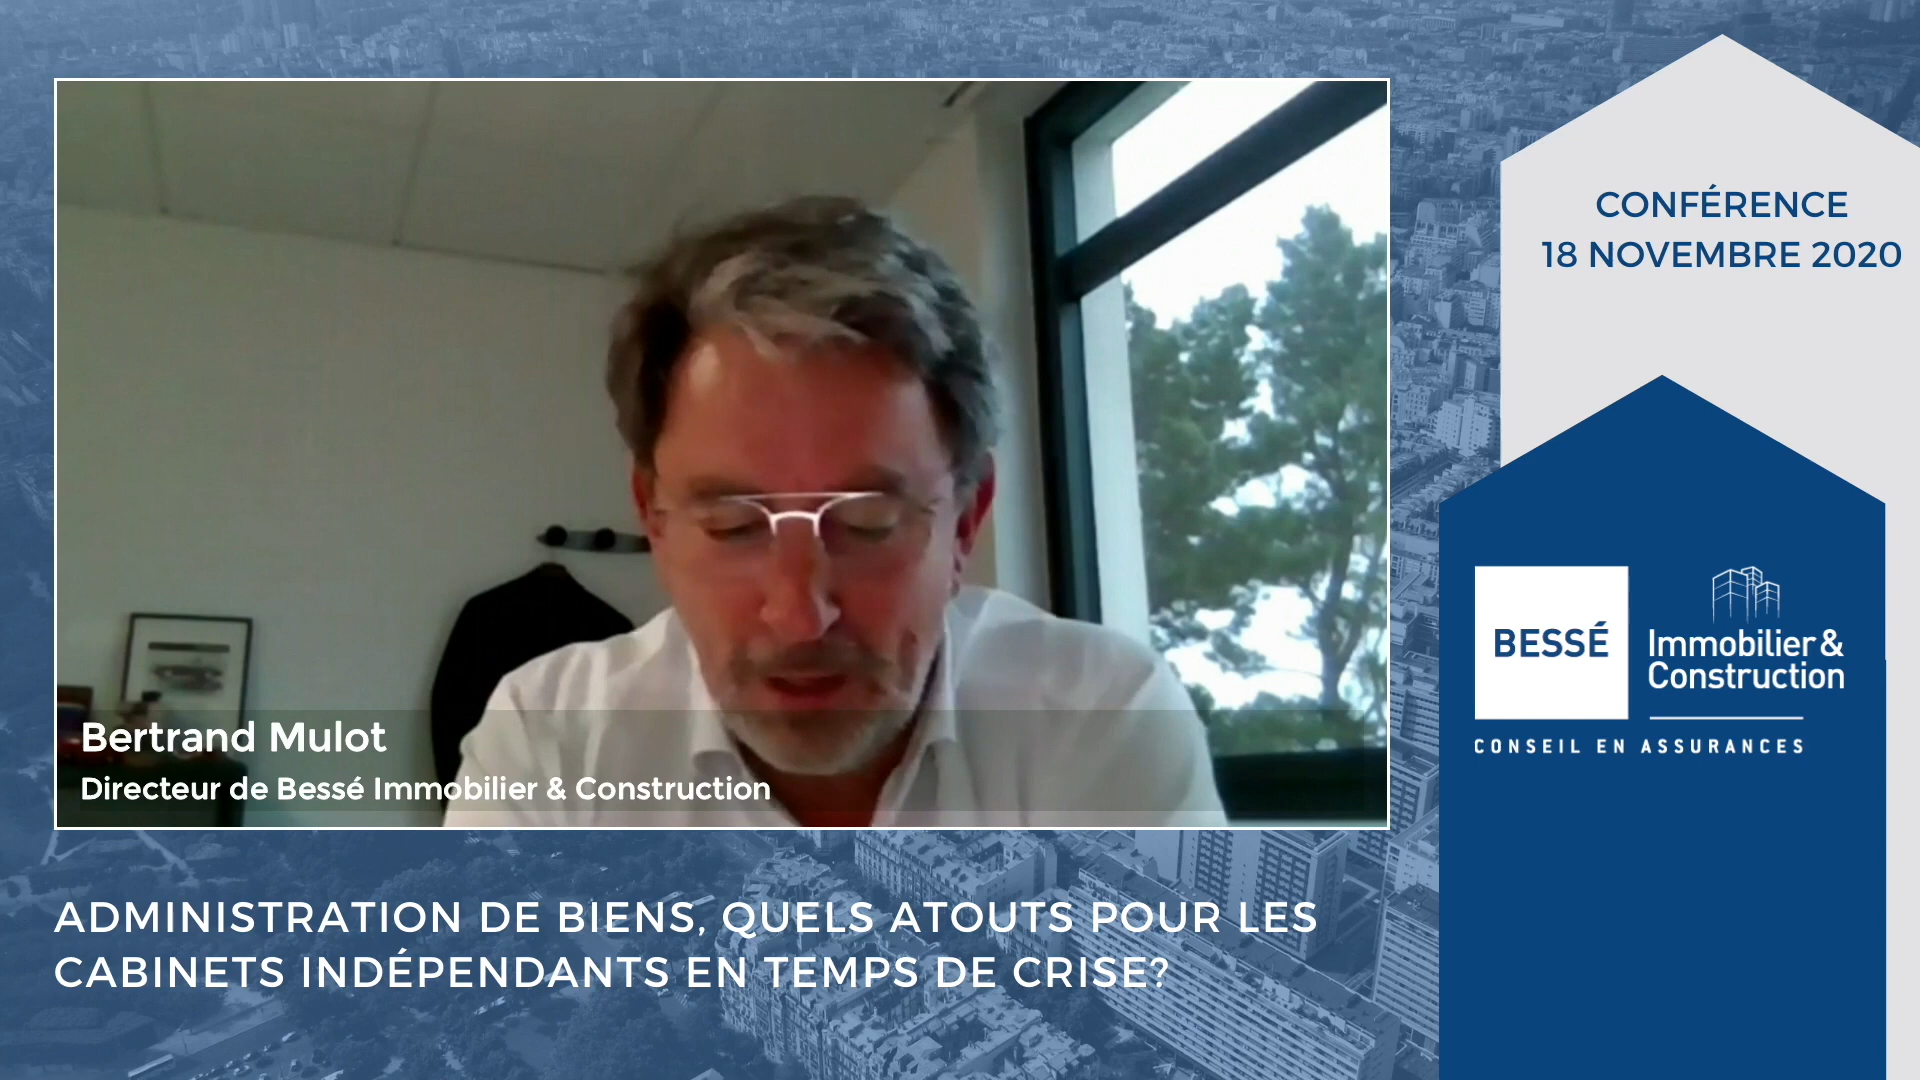 CONFÉRENCE
18 NOVEMBRE 2020
BESSÉ
Immobilier &
Construction
CONSEIL EN ASSURANCES
Bertrand Mulot
Directeur de Bessé Immobilier & Construction
ADMINISTRATION DE BIENS, QUELS ATOUTS POUR LES
CABINETS INDÉPENDANTS EN TEMPS DE CRISE?